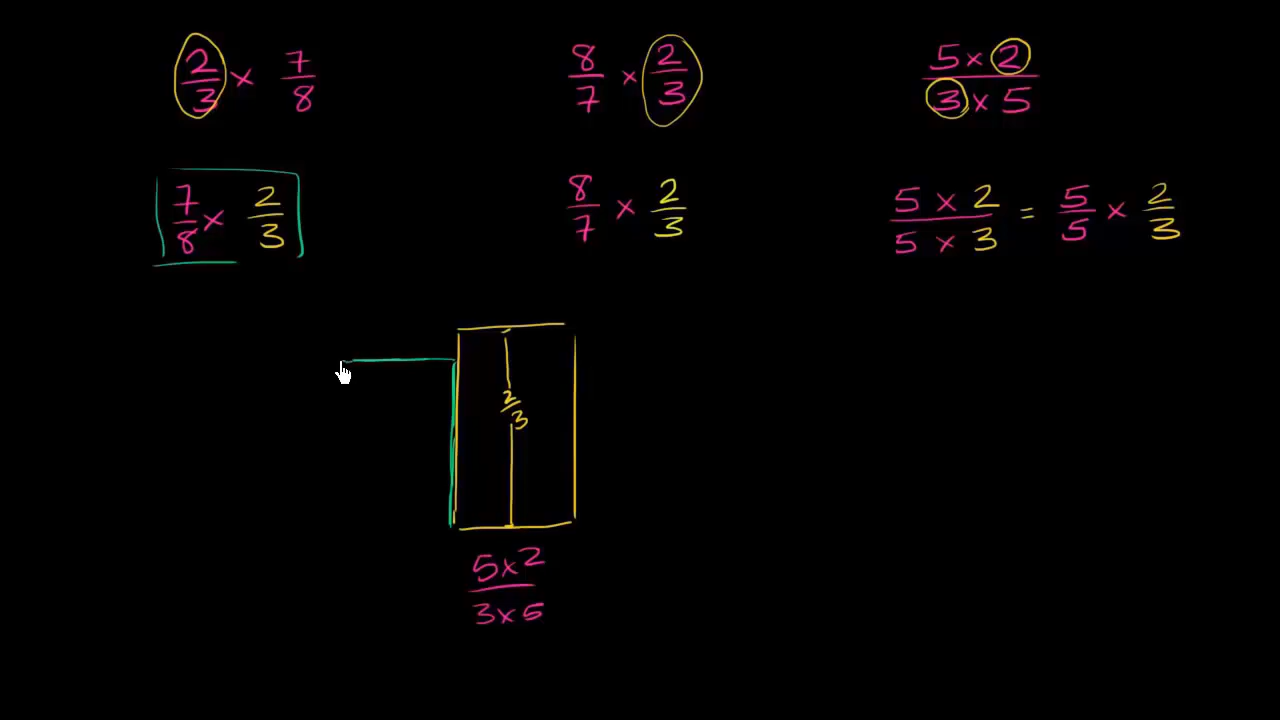 2/3 × 7/8
8/7 × 2/3
5 × 2 / 3 × 5
7/8 × 2/3
8/7 × 2/3
5 × 2 / 5 × 3 = 5/5 × 2/3
2/3
5×2 / 3×5